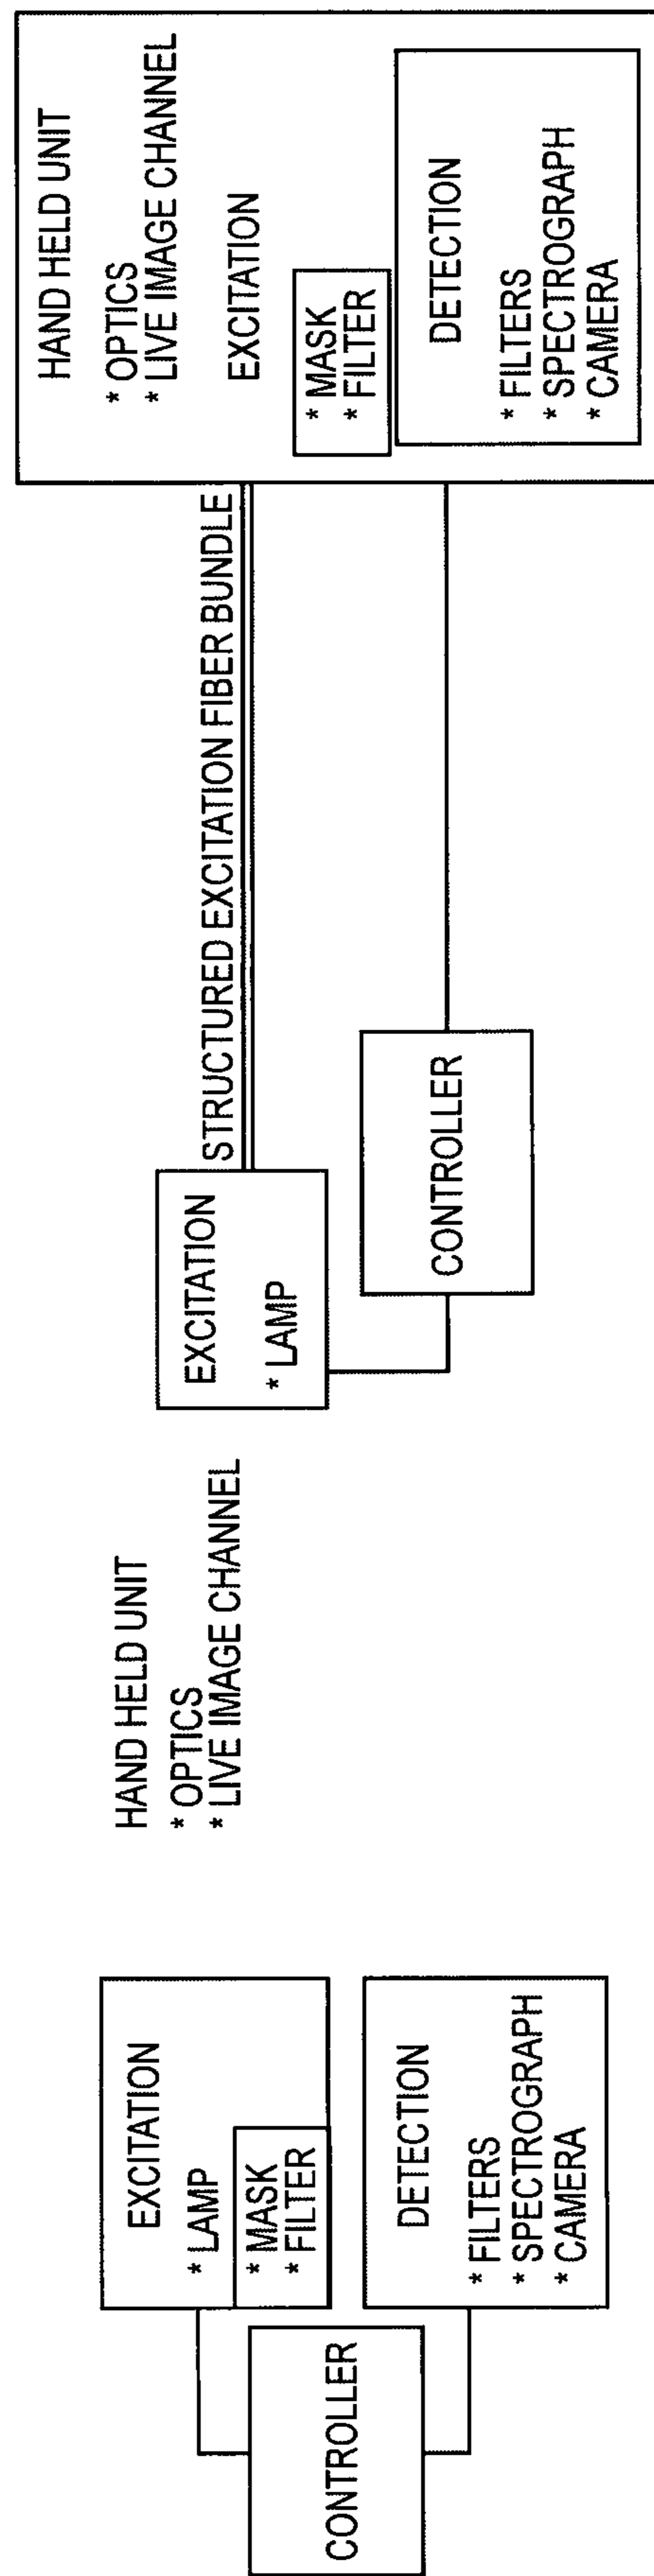 CONTROLLER
EXCITATION
* LAMP
* MASK
* FILTER
DETECTION
* FILTERS
* SPECTROGRAPH
* CAMERA
HAND HELD UNIT
* OPTICS
* LIVE IMAGE CHANNEL
EXCITATION
* LAMP
CONTROLLER
STRUCTURED EXCITATION FIBER BUNDLE
HAND HELD UNIT
* OPTICS
* LIVE IMAGE CHANNEL
EXCITATION
* MASK
* FILTER
DETECTION
* FILTERS
* SPECTROGRAPH
* CAMERA